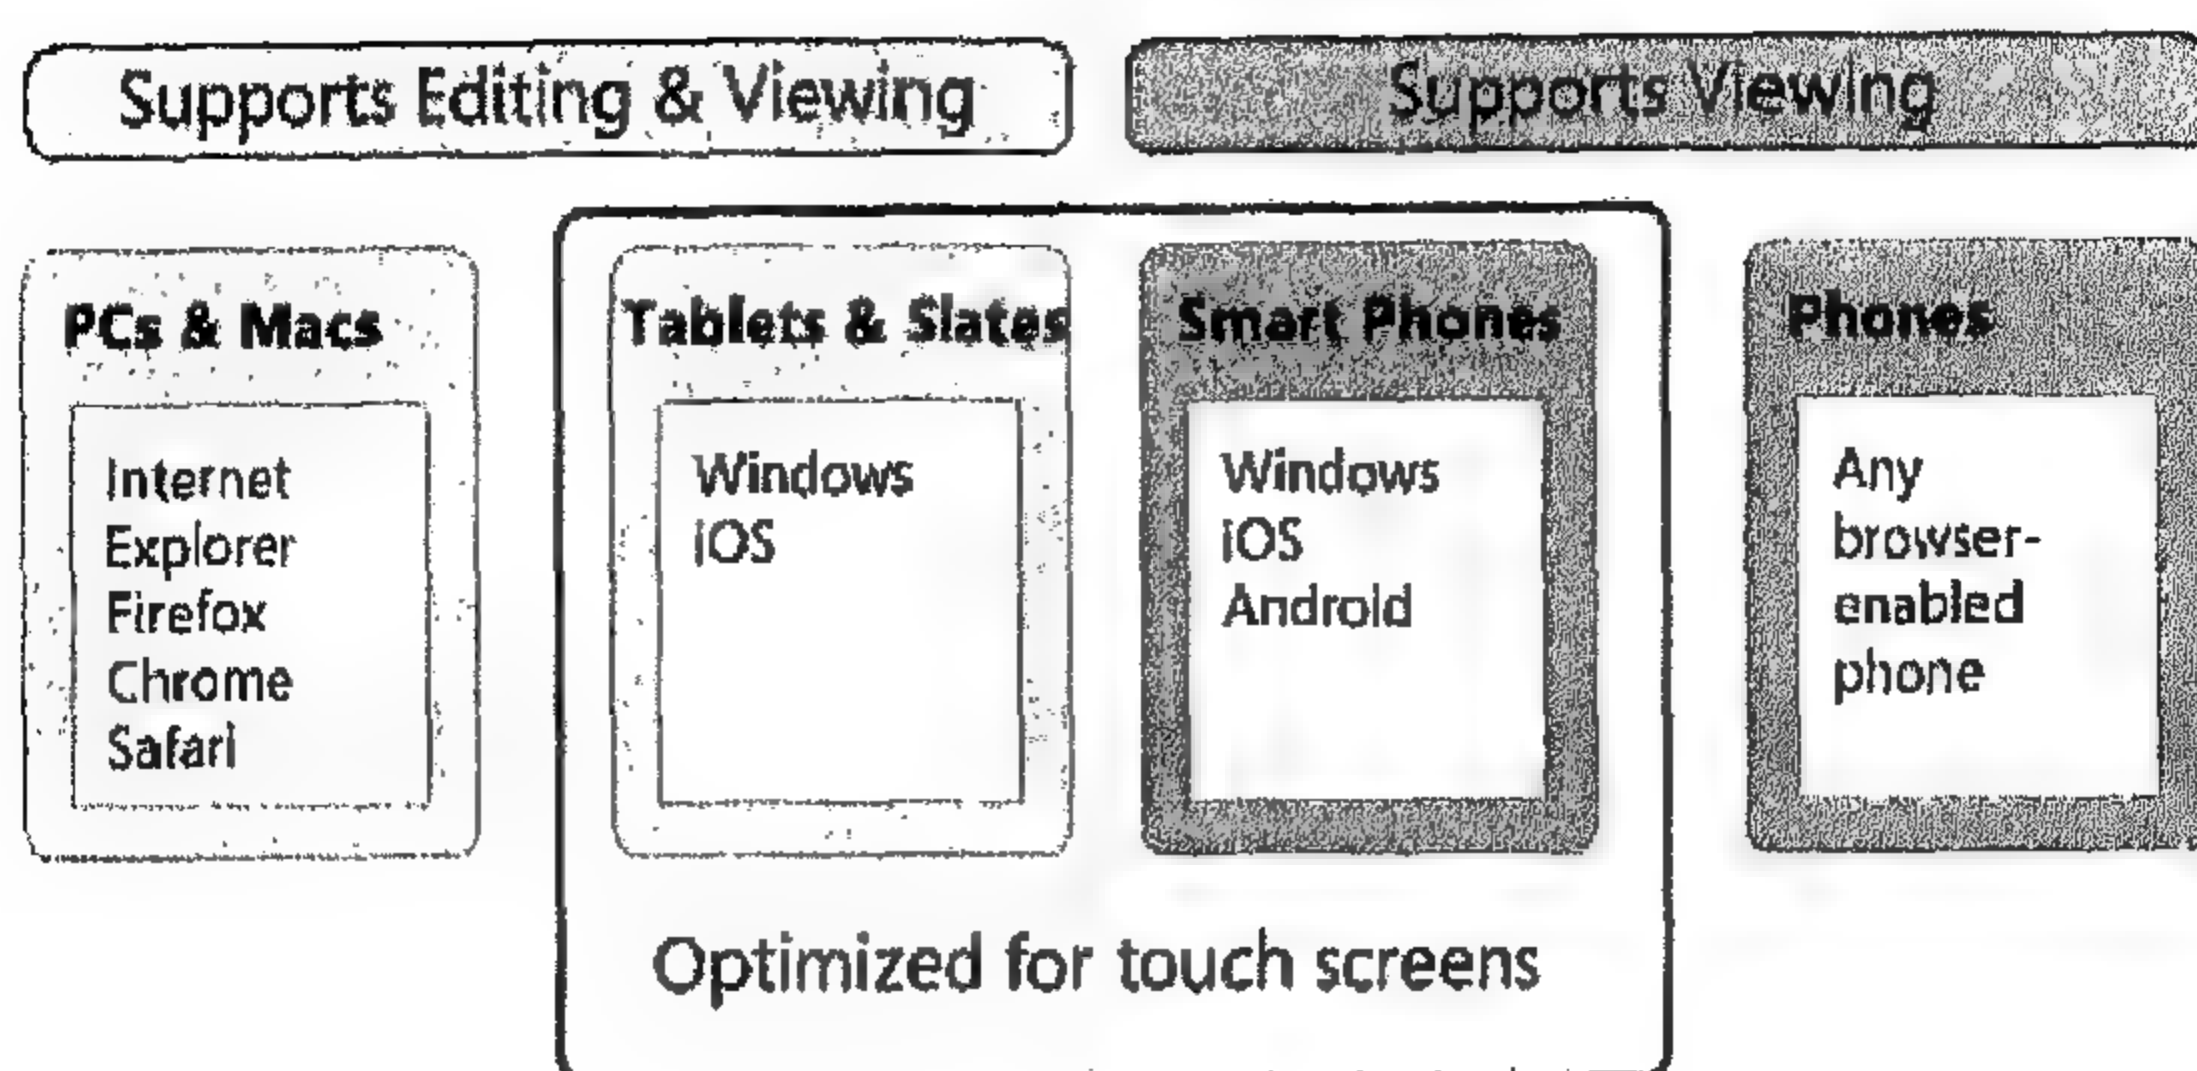 Supports Editing & Viewing
Supports Viewing
PCs & Macs
Internet
Explorer
Firefox
Chrome
Safari
Tablets & Slates
Windows
iOS
Smart Phones
Windows
iOS
Android
Phones
Any
browser-
enabled
phone
Optimized for touch screens